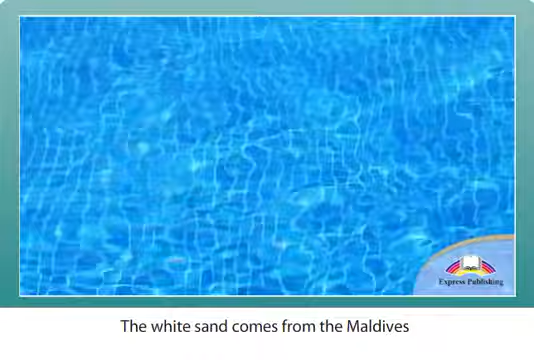 Express Publishing
The white sand comes from the Maldives